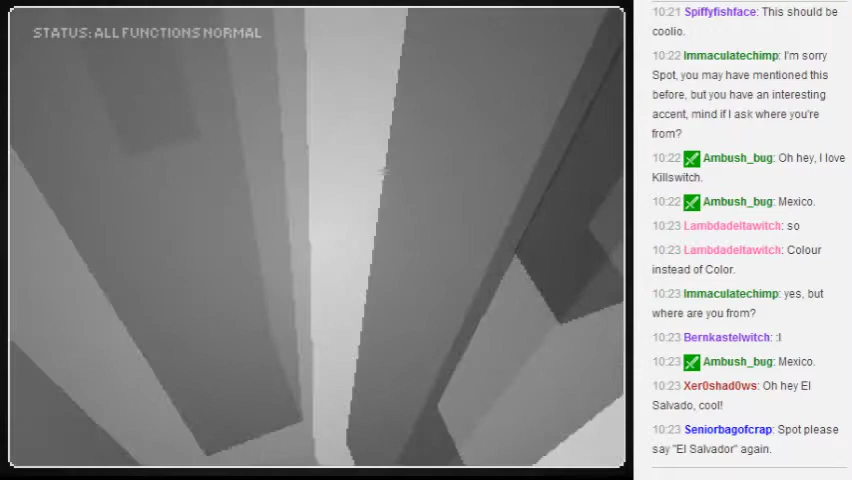 STATUS: ALL FUNCTIONS NORMAL
10:21 Spiffyfishface: This should be
coolio.
10:22 Immaculatechimp: I'm sorry
Spot, you may have mentioned this
before, but you have an interesting
accent, mind if I ask where you're
from?
10:22 Ambush_bug: Oh hey, I love
Killswitch.
10:22 Ambush_bug: Mexico.
10:23 Lambdadeltawitch: so
10:23 Lambdadeltawitch: Colour
instead of Color.
10:23 Immaculatechimp: yes, but
where are you from?
10:23 Bernkastelwitch: :I
10:23 Ambush_bug: Mexico.
10:23 Xer0shad0ws: Oh hey El
Salvado, cool!
10:23 Seniorbagofcrap: Spot please
say "El Salvador" again.